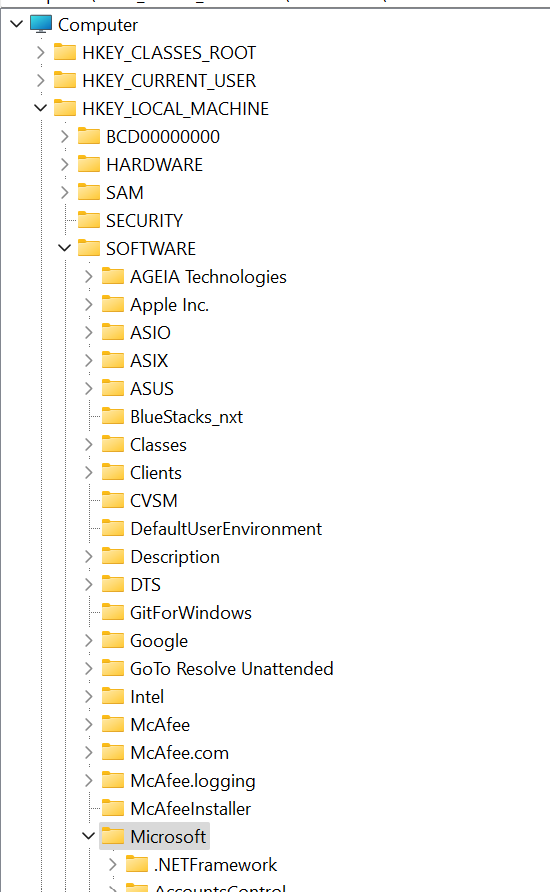 Computer
HKEY_CLASSES_ROOT
HKEY_CURRENT_USER
HKEY_LOCAL_MACHINE
BCD00000000
HARDWARE
SAM
SECURITY
SOFTWARE
AGEIA Technologies
Apple Inc.
ASIO
ASIX
ASUS
BlueStacks_nxt
Classes
Clients
CVSM
DefaultUserEnvironment
Description
DTS
GitForWindows
Google
GoTo Resolve Unattended
Intel
McAfee
McAfee.com
McAfee.logging
McAfeeInstaller
Microsoft
.NETFramework
AccountsControl